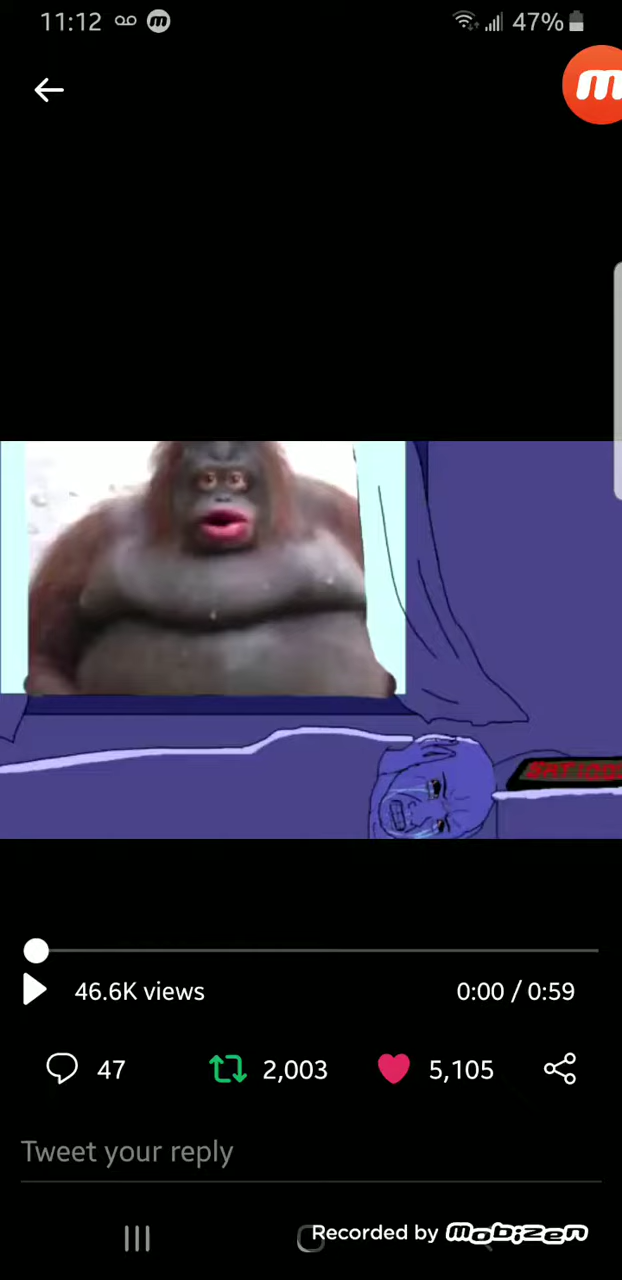 11:12
47%
46.6K views
0:00 / 0:59
47
2,003
5,105
Tweet your reply
Recorded by mobizen